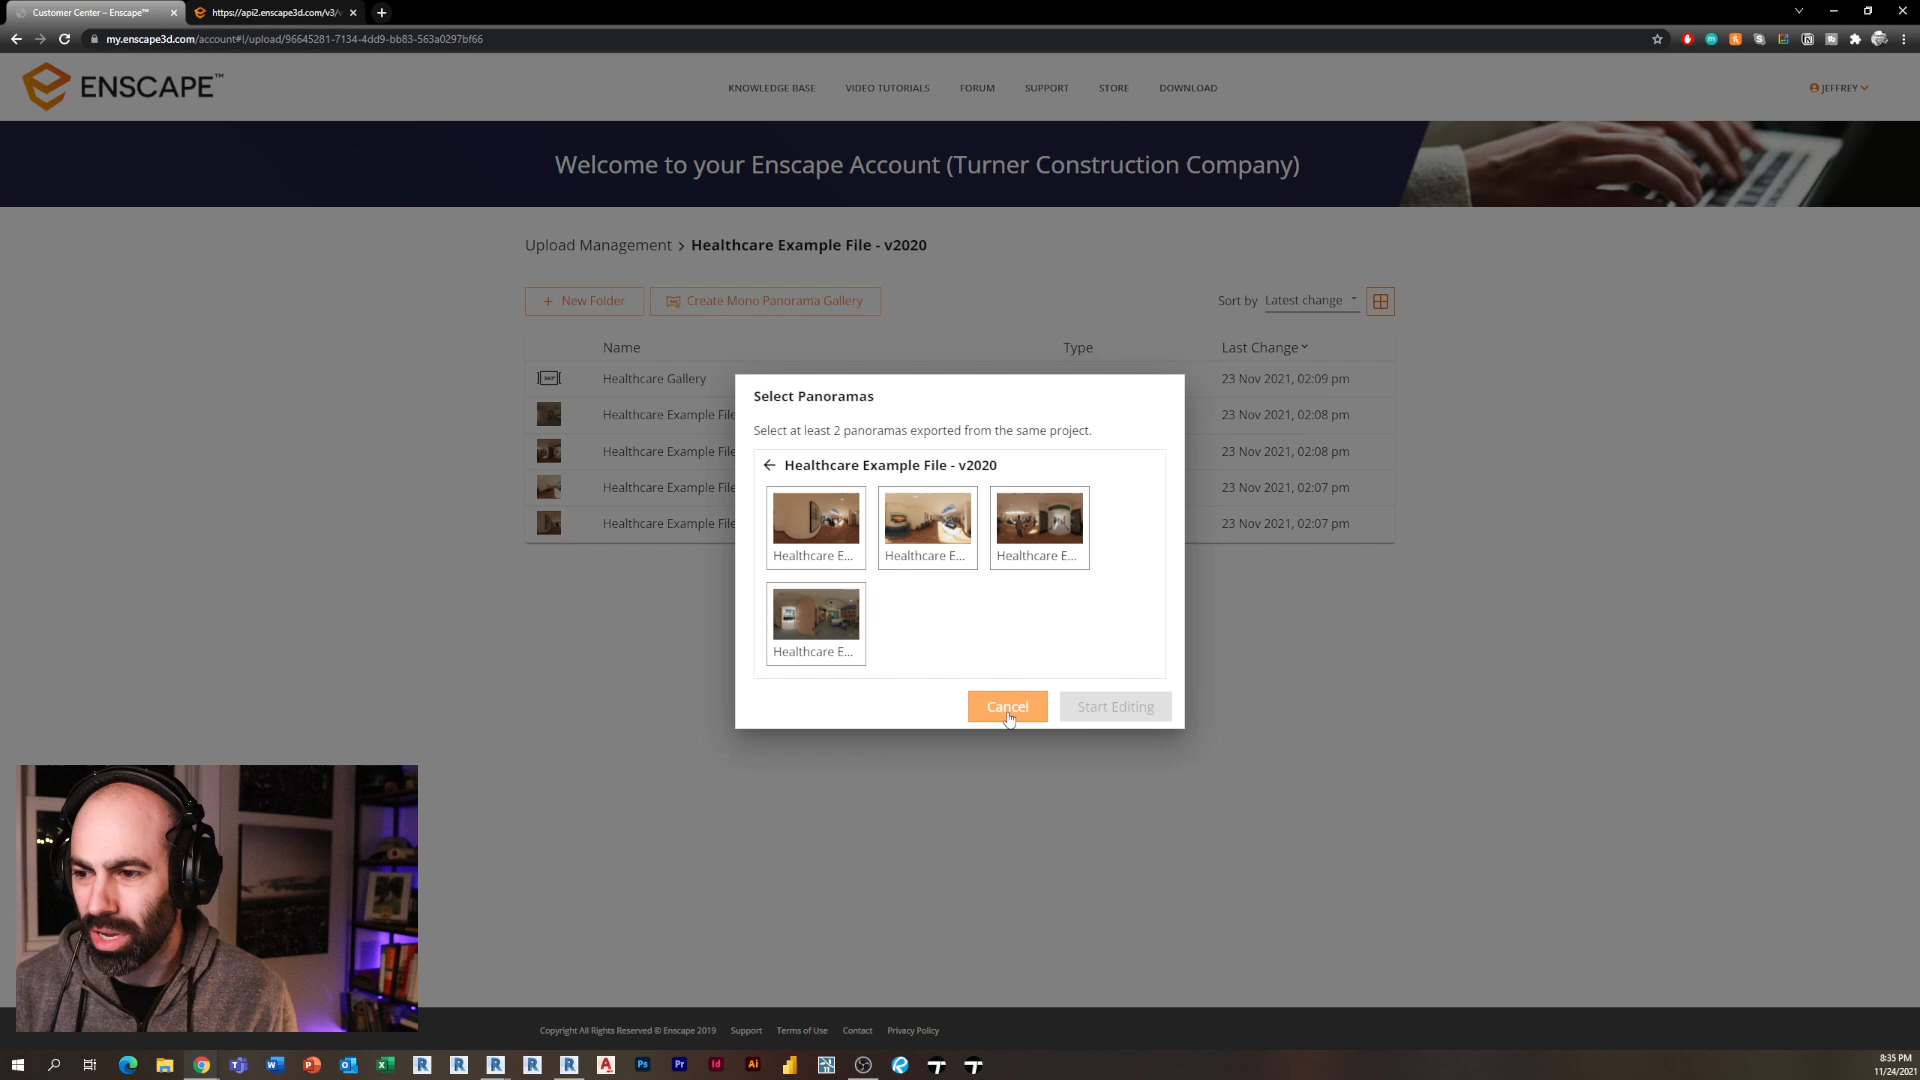 Customer Center – Enscape™
https://api2.enscape3d.com/v3/v
my.enscape3d.com/account#!/upload/96645281-7134-4dd9-bb83-563a0297bf66
ENSCAPE™
KNOWLEDGE BASE
VIDEO TUTORIALS
FORUM
SUPPORT
STORE
DOWNLOAD
JEFFREY
Welcome to your Enscape Account (Turner Construction Company)
Upload Management > Healthcare Example File - v2020
+ New Folder
Create Mono Panorama Gallery
Sort by Latest change
Name
Type
Last Change
360°
Healthcare Gallery
23 Nov 2021, 02:09 pm
Healthcare Example File
23 Nov 2021, 02:08 pm
Healthcare Example File
23 Nov 2021, 02:08 pm
Healthcare Example File
23 Nov 2021, 02:07 pm
Healthcare Example File
23 Nov 2021, 02:07 pm
Select Panoramas
Select at least 2 panoramas exported from the same project.
Healthcare Example File - v2020
Healthcare E...
Healthcare E...
Healthcare E...
Healthcare E...
Cancel
Start Editing
Copyright All Rights Reserved © Enscape 2019
Support
Terms of Use
Contact
Privacy Policy
8:35 PM
11/24/2021